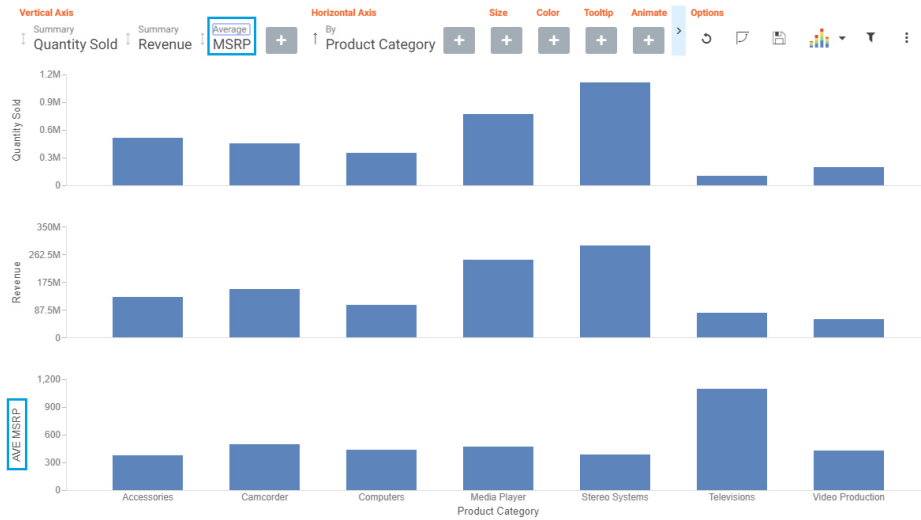 Vertical Axis Horizontal Axis Size Color Tooltip Animate Options
Summary Summary Average By
Quantity Sold Revenue MSRP + Product Category + + + + + >
1.2M
0.9M
0.6M
0.3M
0
Quantity Sold
350M
262.5M
175M
87.5M
0
Revenue
1,200
900
600
300
0
AVE MSRP
Accessories Camcorder Computers Media Player Stereo Systems Televisions Video Production
Product Category